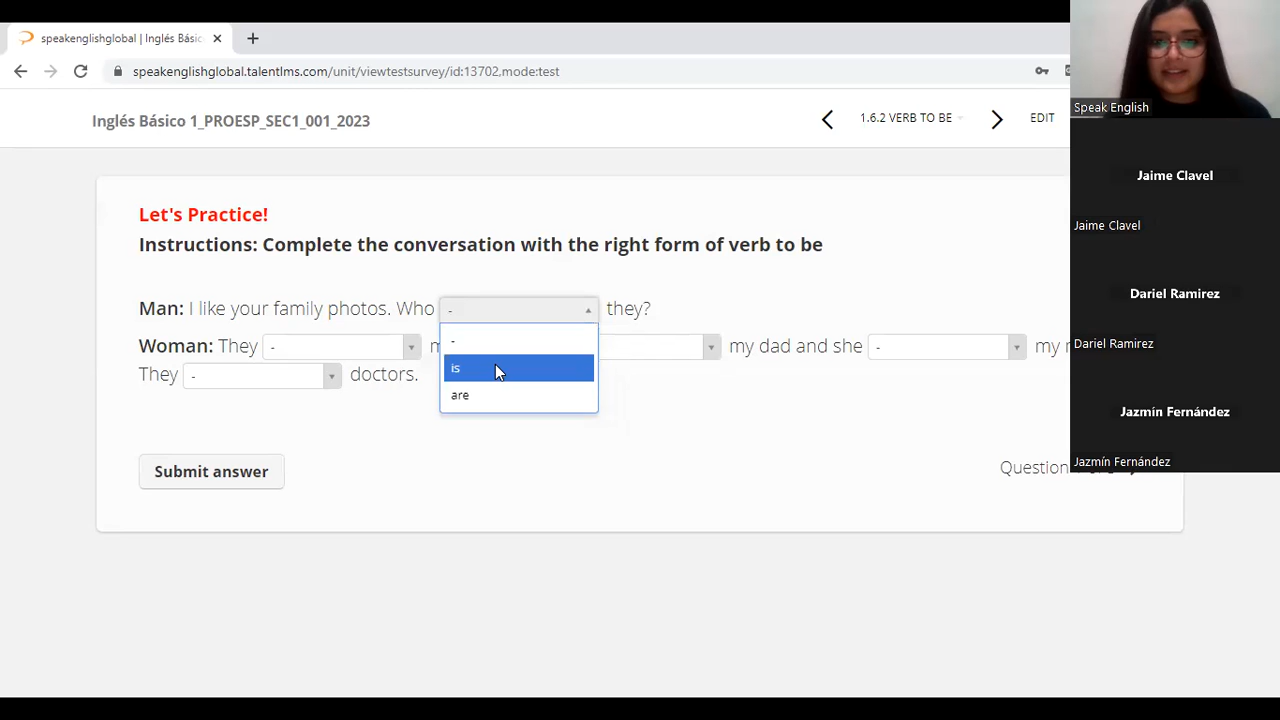 speakenglishglobal | Inglés Básic
speakenglishglobal.talentlms.com/unit/viewtestsurvey/id:13702,mode:test
Inglés Básico 1_PROESP_SEC1_001_2023
1.6.2 VERB TO BE
EDIT
Let's Practice!
Instructions: Complete the conversation with the right form of verb to be
Man: I like your family photos. Who - they?
-
is
are
Woman: They - my dad and she - my
They - doctors.
Submit answer
Question
Speak English
Jaime Clavel
Jaime Clavel
Dariel Ramirez
Dariel Ramirez
Jazmín Fernández
Jazmín Fernández